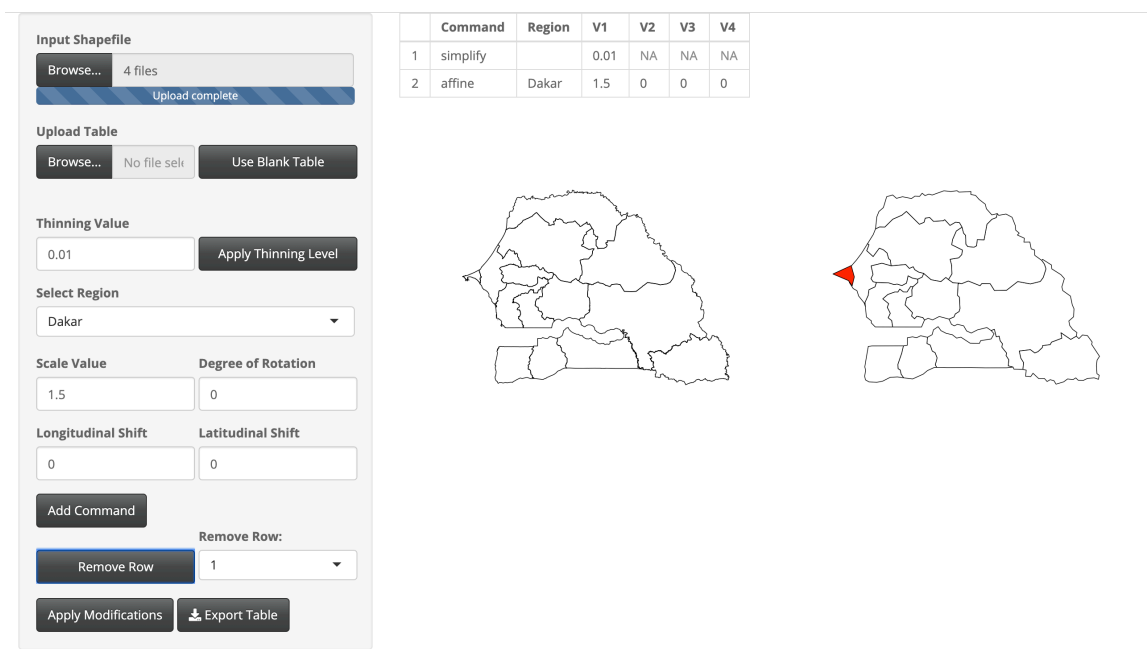 Input Shapefile
Browse... 4 files
Upload complete
Upload Table
Browse... No file sel Use Blank Table
Thinning Value
0.01 Apply Thinning Level
Select Region
Dakar
Scale Value Degree of Rotation
1.5 0
Longitudinal Shift Latitudinal Shift
0 0
Add Command
Remove Row:
Remove Row 1
Apply Modifications Export Table
Command Region V1 V2 V3 V4
1 simplify 0.01 NA NA NA
2 affine Dakar 1.5 0 0 0